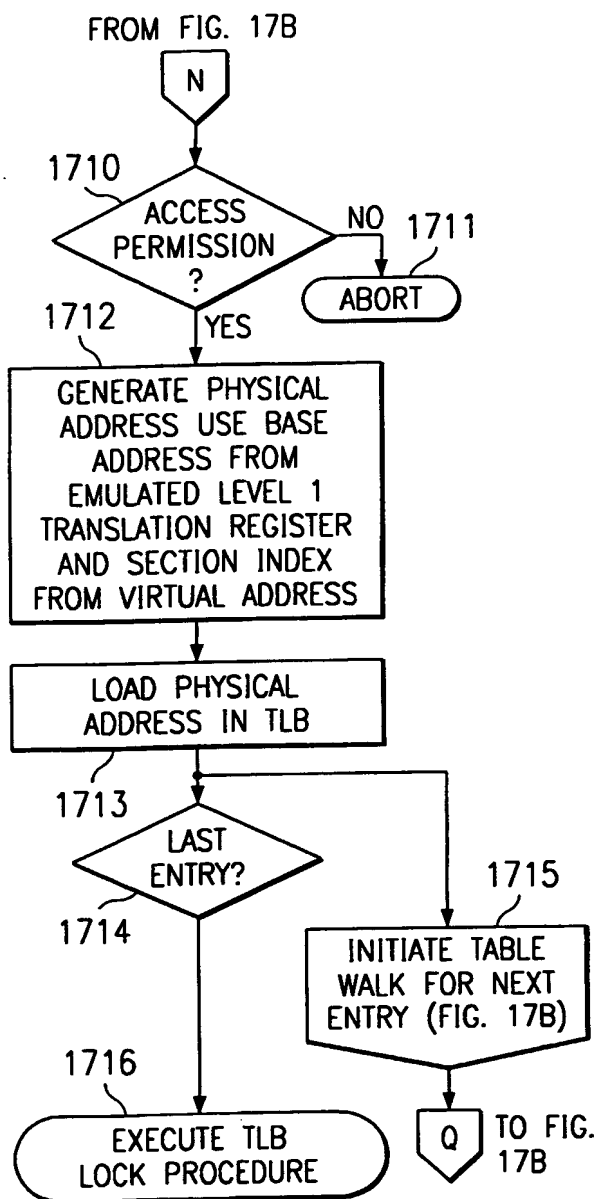 FROM FIG. 17B
N
1710
ACCESS
PERMISSION
?
NO
1711
ABORT
YES
1712
GENERATE PHYSICAL
ADDRESS USE BASE
ADDRESS FROM
EMULATED LEVEL 1
TRANSLATION REGISTER
AND SECTION INDEX
FROM VIRTUAL ADDRESS
LOAD PHYSICAL
ADDRESS IN TLB
1713
LAST
ENTRY?
1714
1715
INITIATE TABLE
WALK FOR NEXT
ENTRY (FIG. 17B)
1716
EXECUTE TLB
LOCK PROCEDURE
Q
TO FIG.
17B